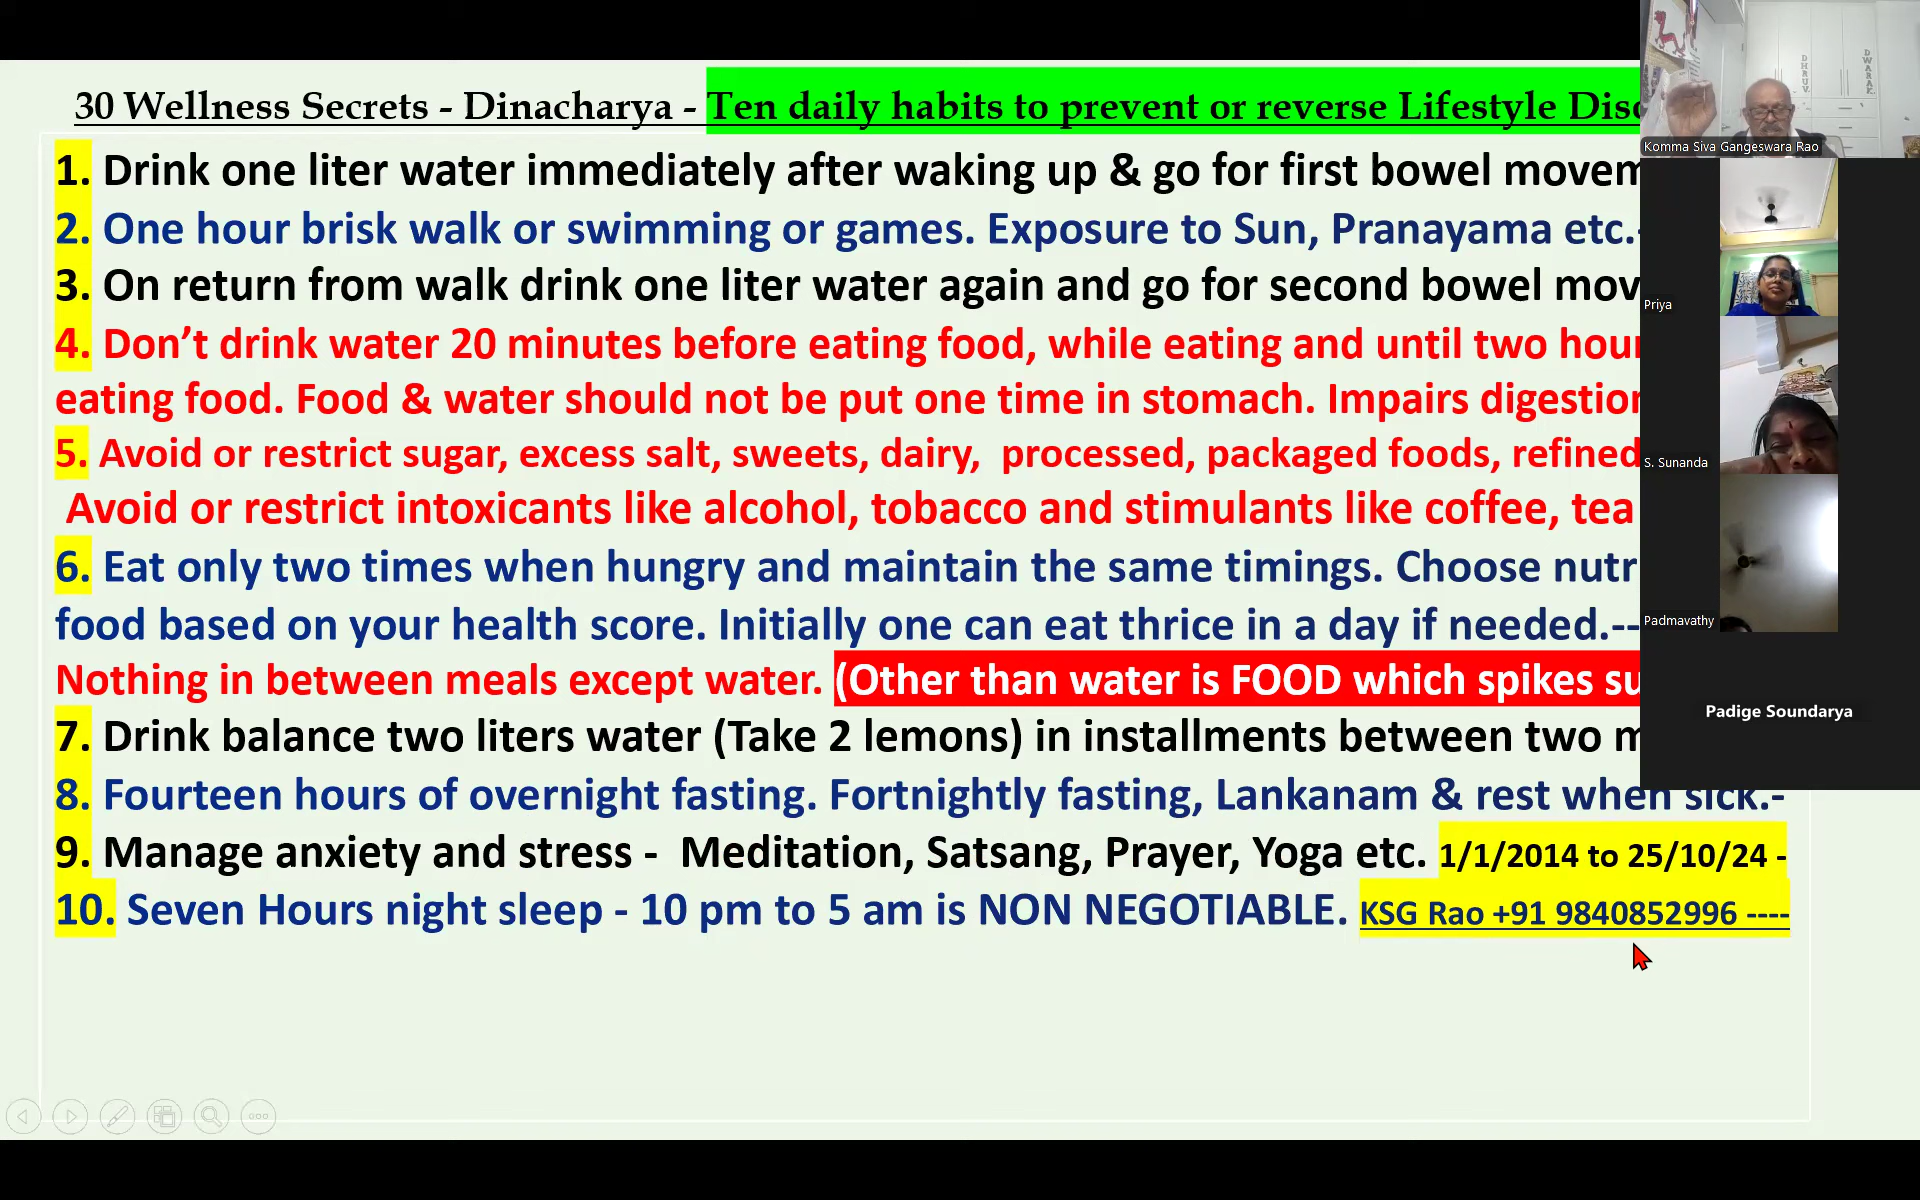 30 Wellness Secrets - Dinacharya - Ten daily habits to prevent or reverse Lifestyle
1. Drink one liter water immediately after waking up & go for first bowel
2. One hour brisk walk or swimming or games. Exposure to Sun, Pranayama etc.-
3. On return from walk drink one liter water again and go for second bowel
4. Don’t drink water 20 minutes before eating food, while eating and until two
eating food. Food & water should not be put one time in stomach. Impairs
5. Avoid or restrict sugar, excess salt, sweets, dairy,  processed, packaged foods, refined
Avoid or restrict intoxicants like alcohol, tobacco and stimulants like coffee, tea
6. Eat only two times when hungry and maintain the same timings. Choose
food based on your health score. Initially one can eat thrice in a day if needed.--
Nothing in between meals except water. (Other than water is FOOD which spikes
7. Drink balance two liters water (Take 2 lemons) in installments between two
8. Fourteen hours of overnight fasting. Fortnightly fasting, Lankanam & rest when sick.-
9. Manage anxiety and stress -  Meditation, Satsang, Prayer, Yoga etc. 1/1/2014 to 25/10/24 -
10. Seven Hours night sleep - 10 pm to 5 am is NON NEGOTIABLE. KSG Rao +91 9840852996 ----
DHRUV
DWARAK
Komma Siva Gangeswara Rao
Priya
S. Sunanda
Padmavathy
Padige Soundarya